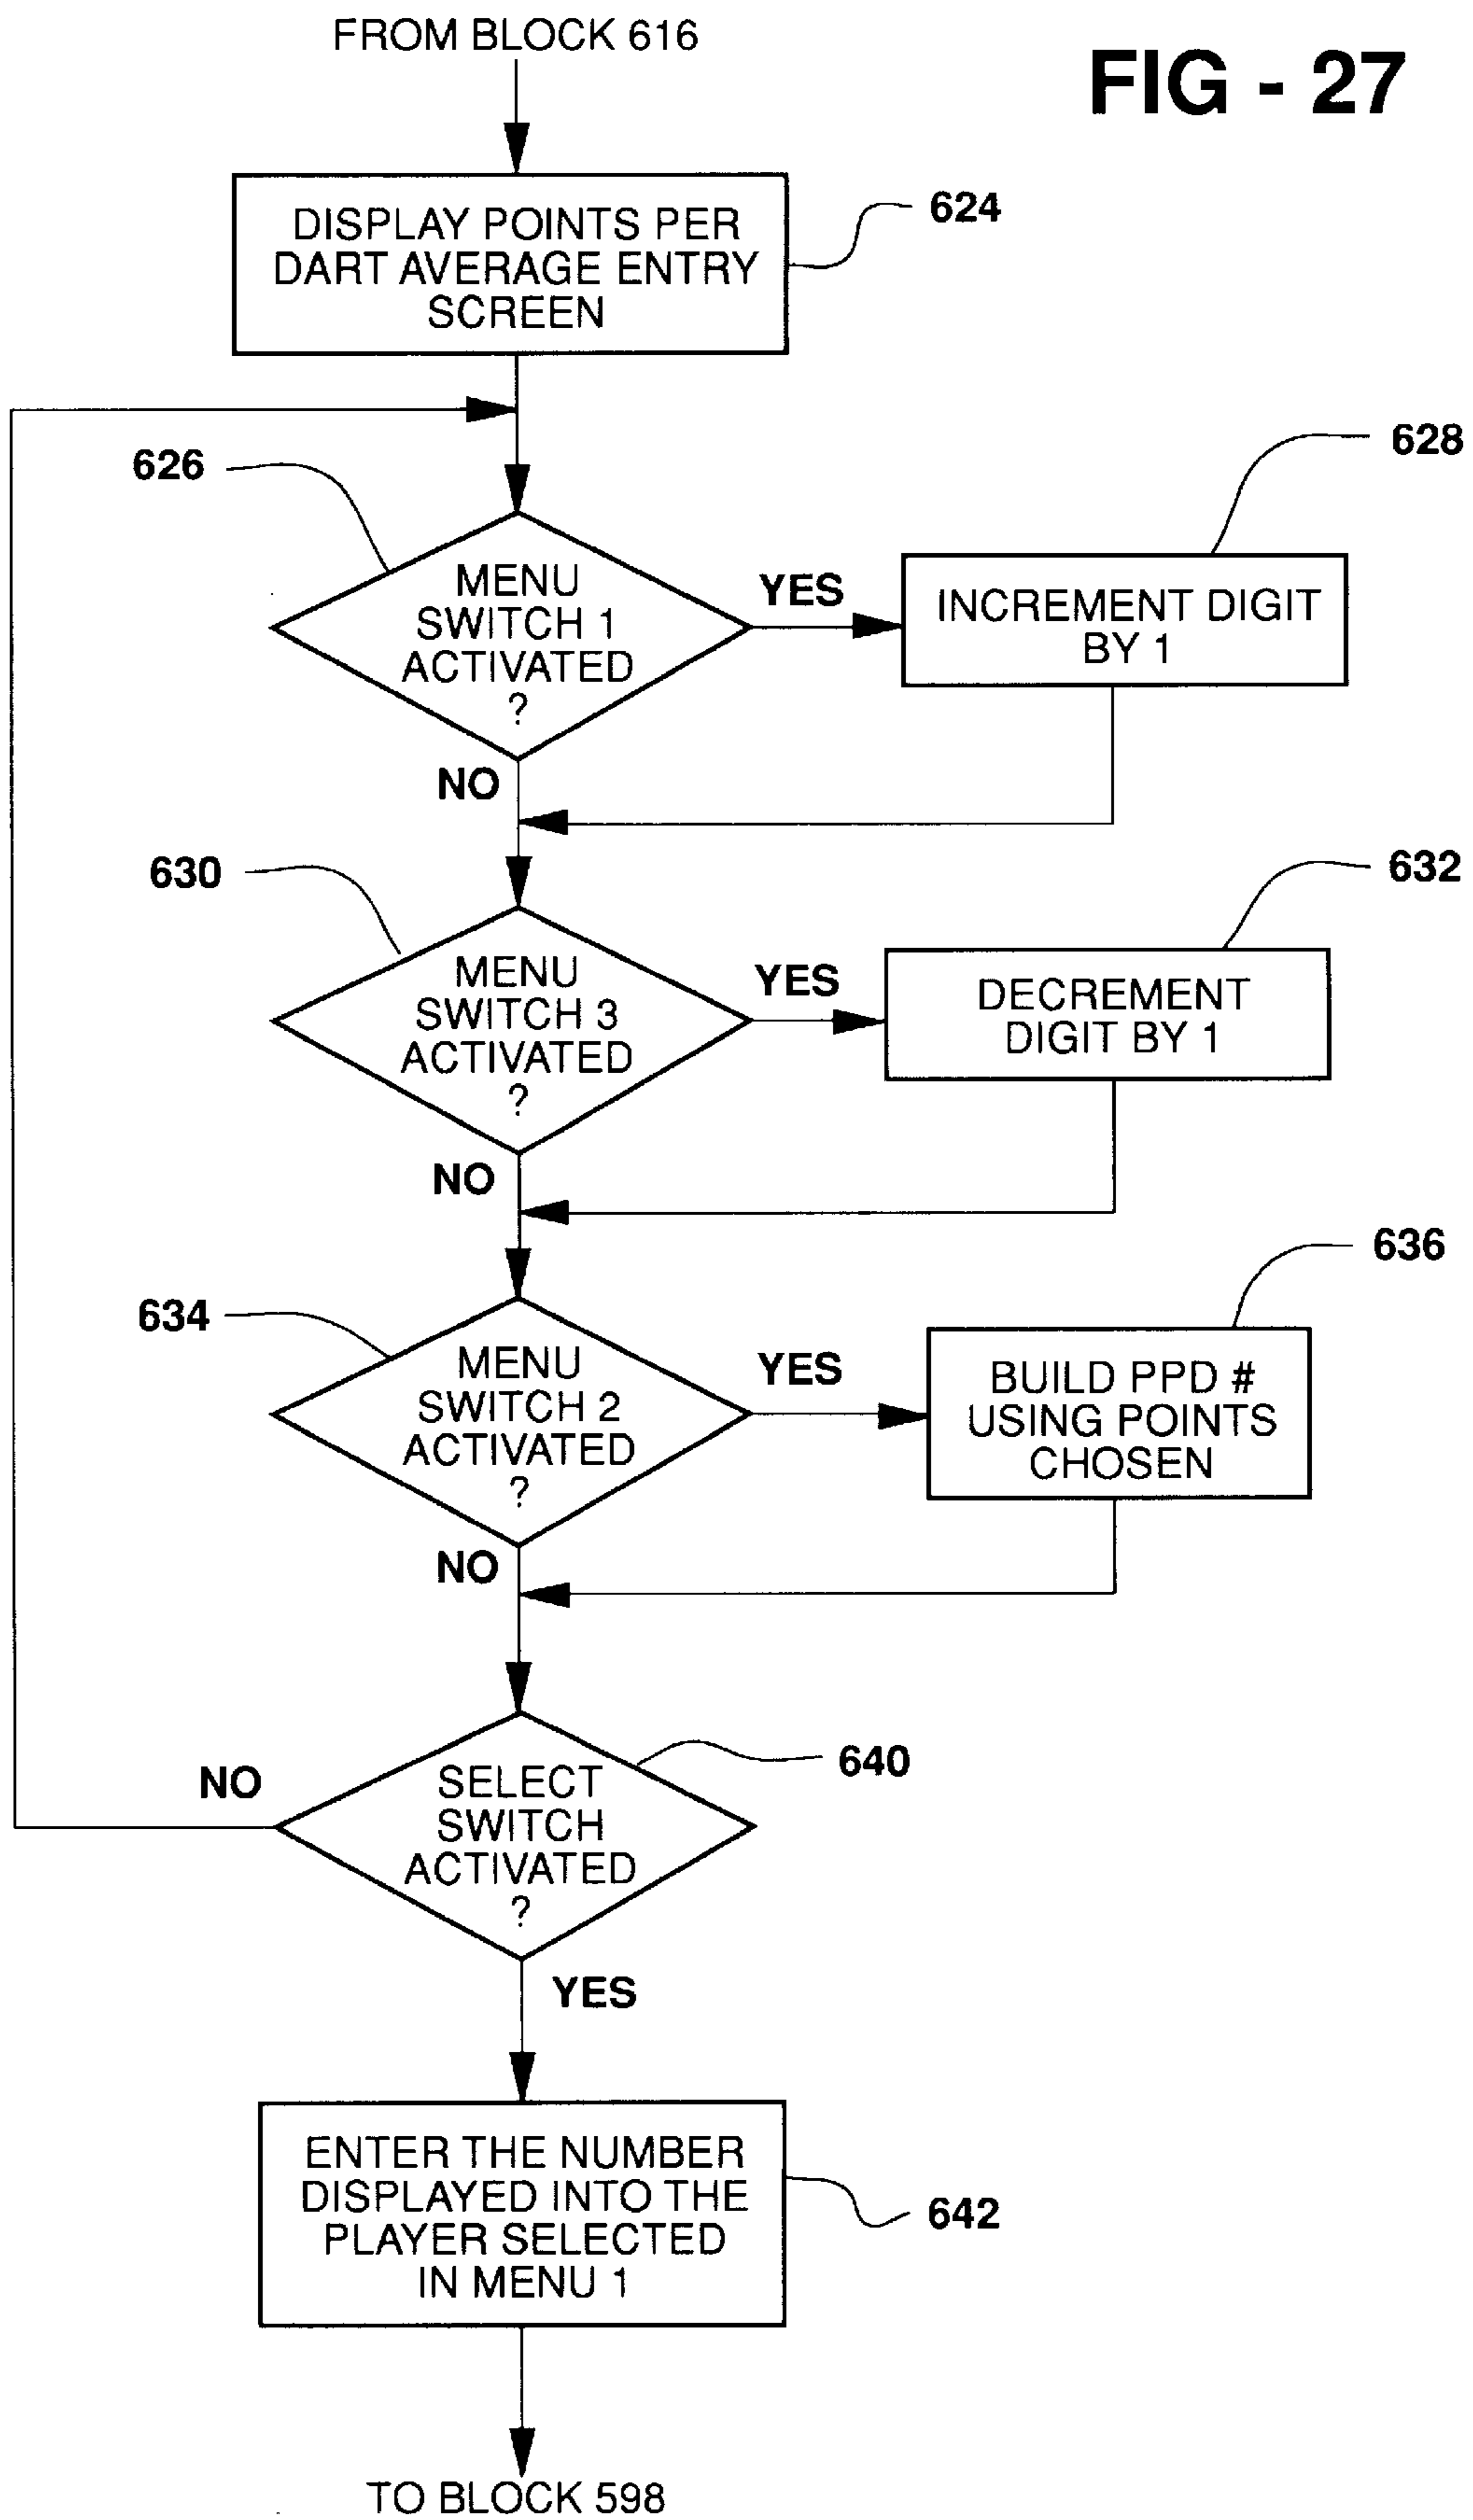 FROM BLOCK 616
FIG - 27
DISPLAY POINTS PER
DART AVERAGE ENTRY
SCREEN
624
626
MENU
SWITCH 1
ACTIVATED
?
YES
INCREMENT DIGIT
BY 1
628
NO
630
MENU
SWITCH 3
ACTIVATED
?
YES
DECREMENT
DIGIT BY 1
632
NO
634
MENU
SWITCH 2
ACTIVATED
?
YES
BUILD PPD #
USING POINTS
CHOSEN
636
NO
NO
SELECT
SWITCH
ACTIVATED
?
640
YES
ENTER THE NUMBER
DISPLAYED INTO THE
PLAYER SELECTED
IN MENU 1
642
TO BLOCK 598